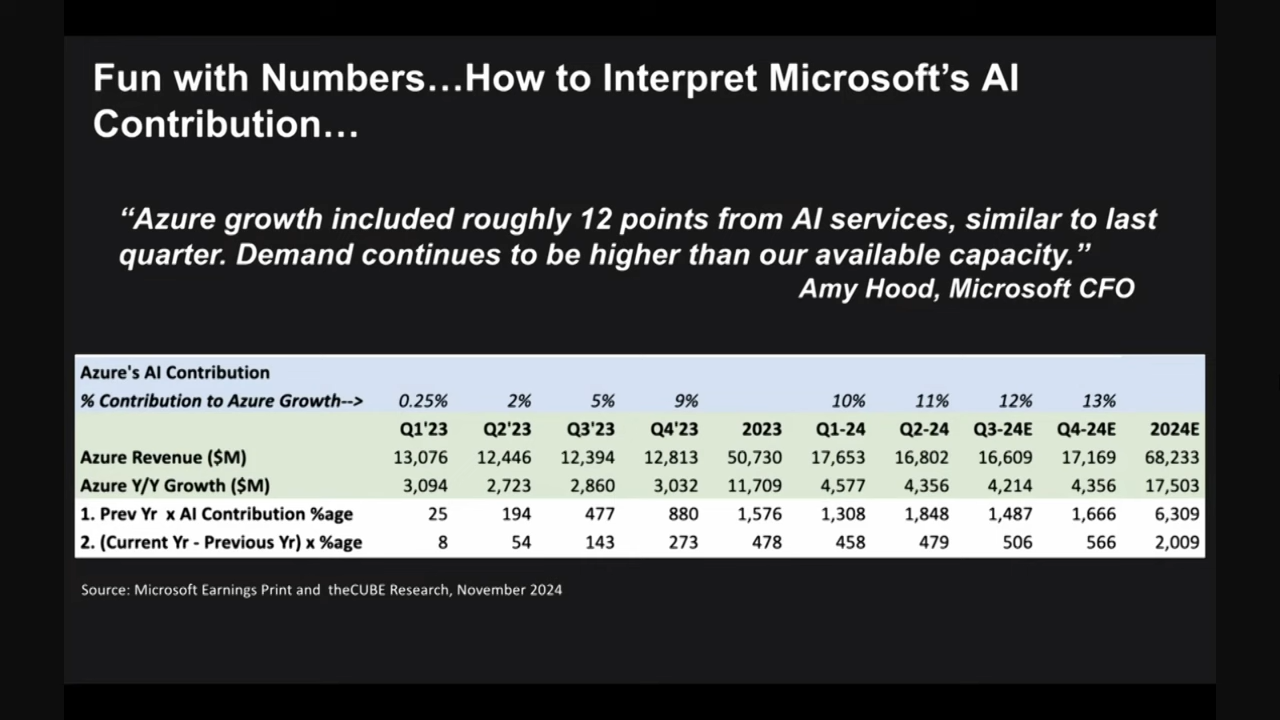 Fun with Numbers…How to Interpret Microsoft’s AI
Contribution…
“Azure growth included roughly 12 points from AI services, similar to last
quarter. Demand continues to be higher than our available capacity.”
Amy Hood, Microsoft CFO
Azure's AI Contribution
% Contribution to Azure Growth--> 0.25% 2% 5% 9% 10% 11% 12% 13%
Q1'23 Q2'23 Q3'23 Q4'23 2023 Q1-24 Q2-24 Q3-24E Q4-24E 2024E
Azure Revenue ($M) 13,076 12,446 12,394 12,813 50,730 17,653 16,802 16,609 17,169 68,233
Azure Y/Y Growth ($M) 3,094 2,723 2,860 3,032 11,709 4,577 4,356 4,214 4,356 17,503
1. Prev Yr x AI Contribution %age 25 194 477 880 1,576 1,308 1,848 1,487 1,666 6,309
2. (Current Yr - Previous Yr) x %age 8 54 143 273 478 458 479 506 566 2,009
Source: Microsoft Earnings Print and theCUBE Research, November 2024